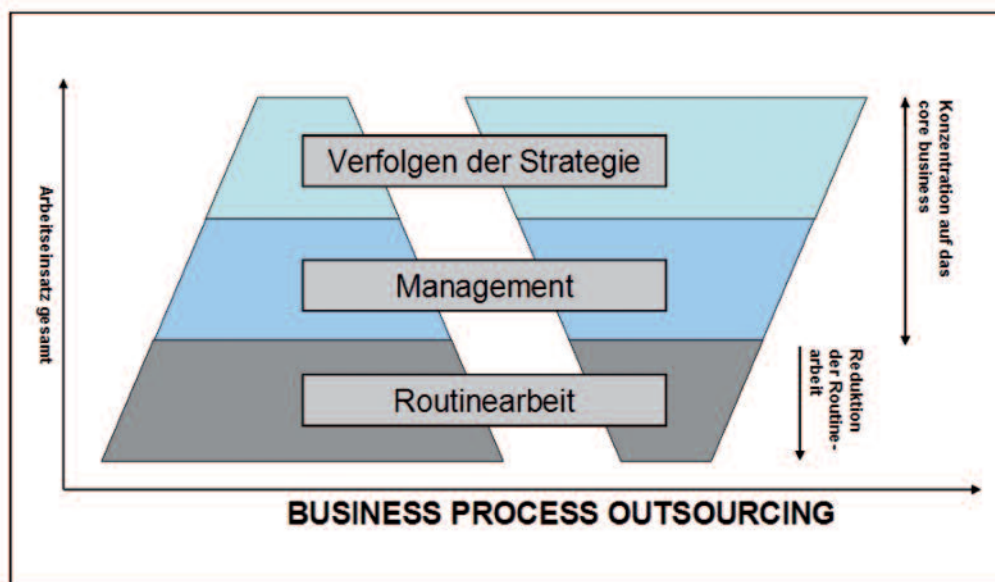 Verfolgen der Strategie
Management
Routinearbeit
Arbeitseinsatz gesamt
Konzentration auf das
core business
Reduktion
der Routine-
arbeit
BUSINESS PROCESS OUTSOURCING